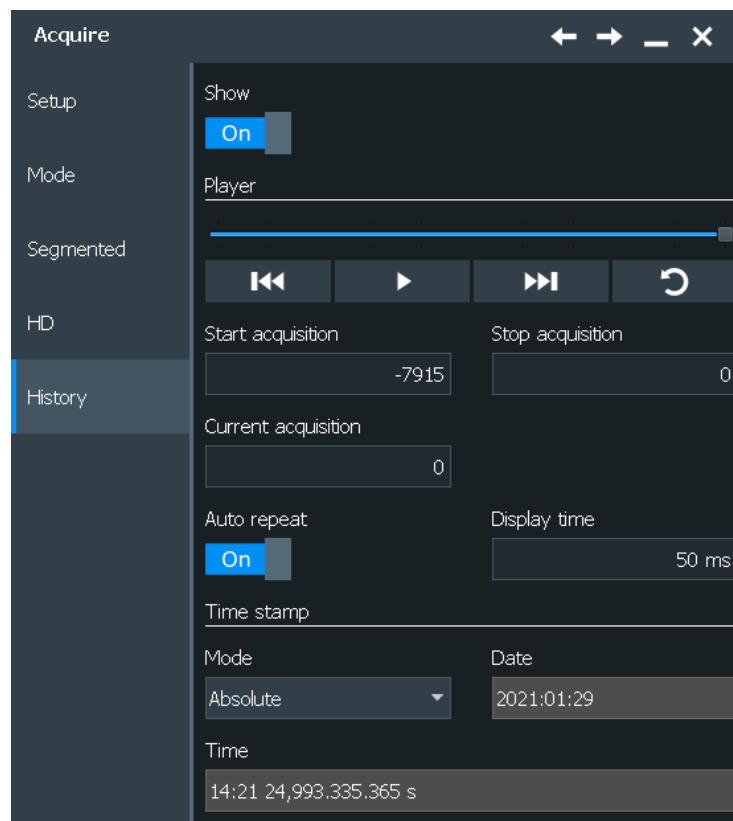 Acquire
Setup
Mode
Segmented
HD
History
Show
On
Player
Start acquisition Stop acquisition
-7915 0
Current acquisition
0
Auto repeat Display time
On 50 ms
Time stamp
Mode Date
Absolute 2021:01:29
Time
14:21 24,993.335.365 s